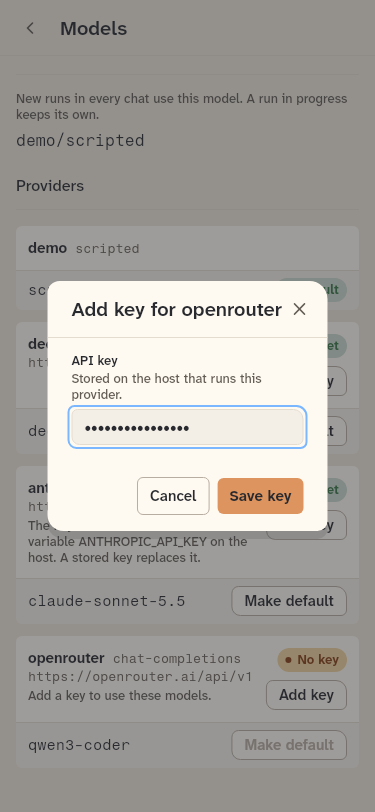 Models
New runs in every chat use this model. A run in progress
keeps its own.
demo/scripted
Providers
demo scripted
Add key for openrouter
API key
Stored on the host that runs this
provider.
••••••••••••••••
Cancel
Save key
variable ANTHROPIC_API_KEY on the
host. A stored key replaces it.
claude-sonnet-5.5
Make default
openrouter chat-completions
No key
https://openrouter.ai/api/v1
Add a key to use these models.
Add key
qwen3-coder
Make default